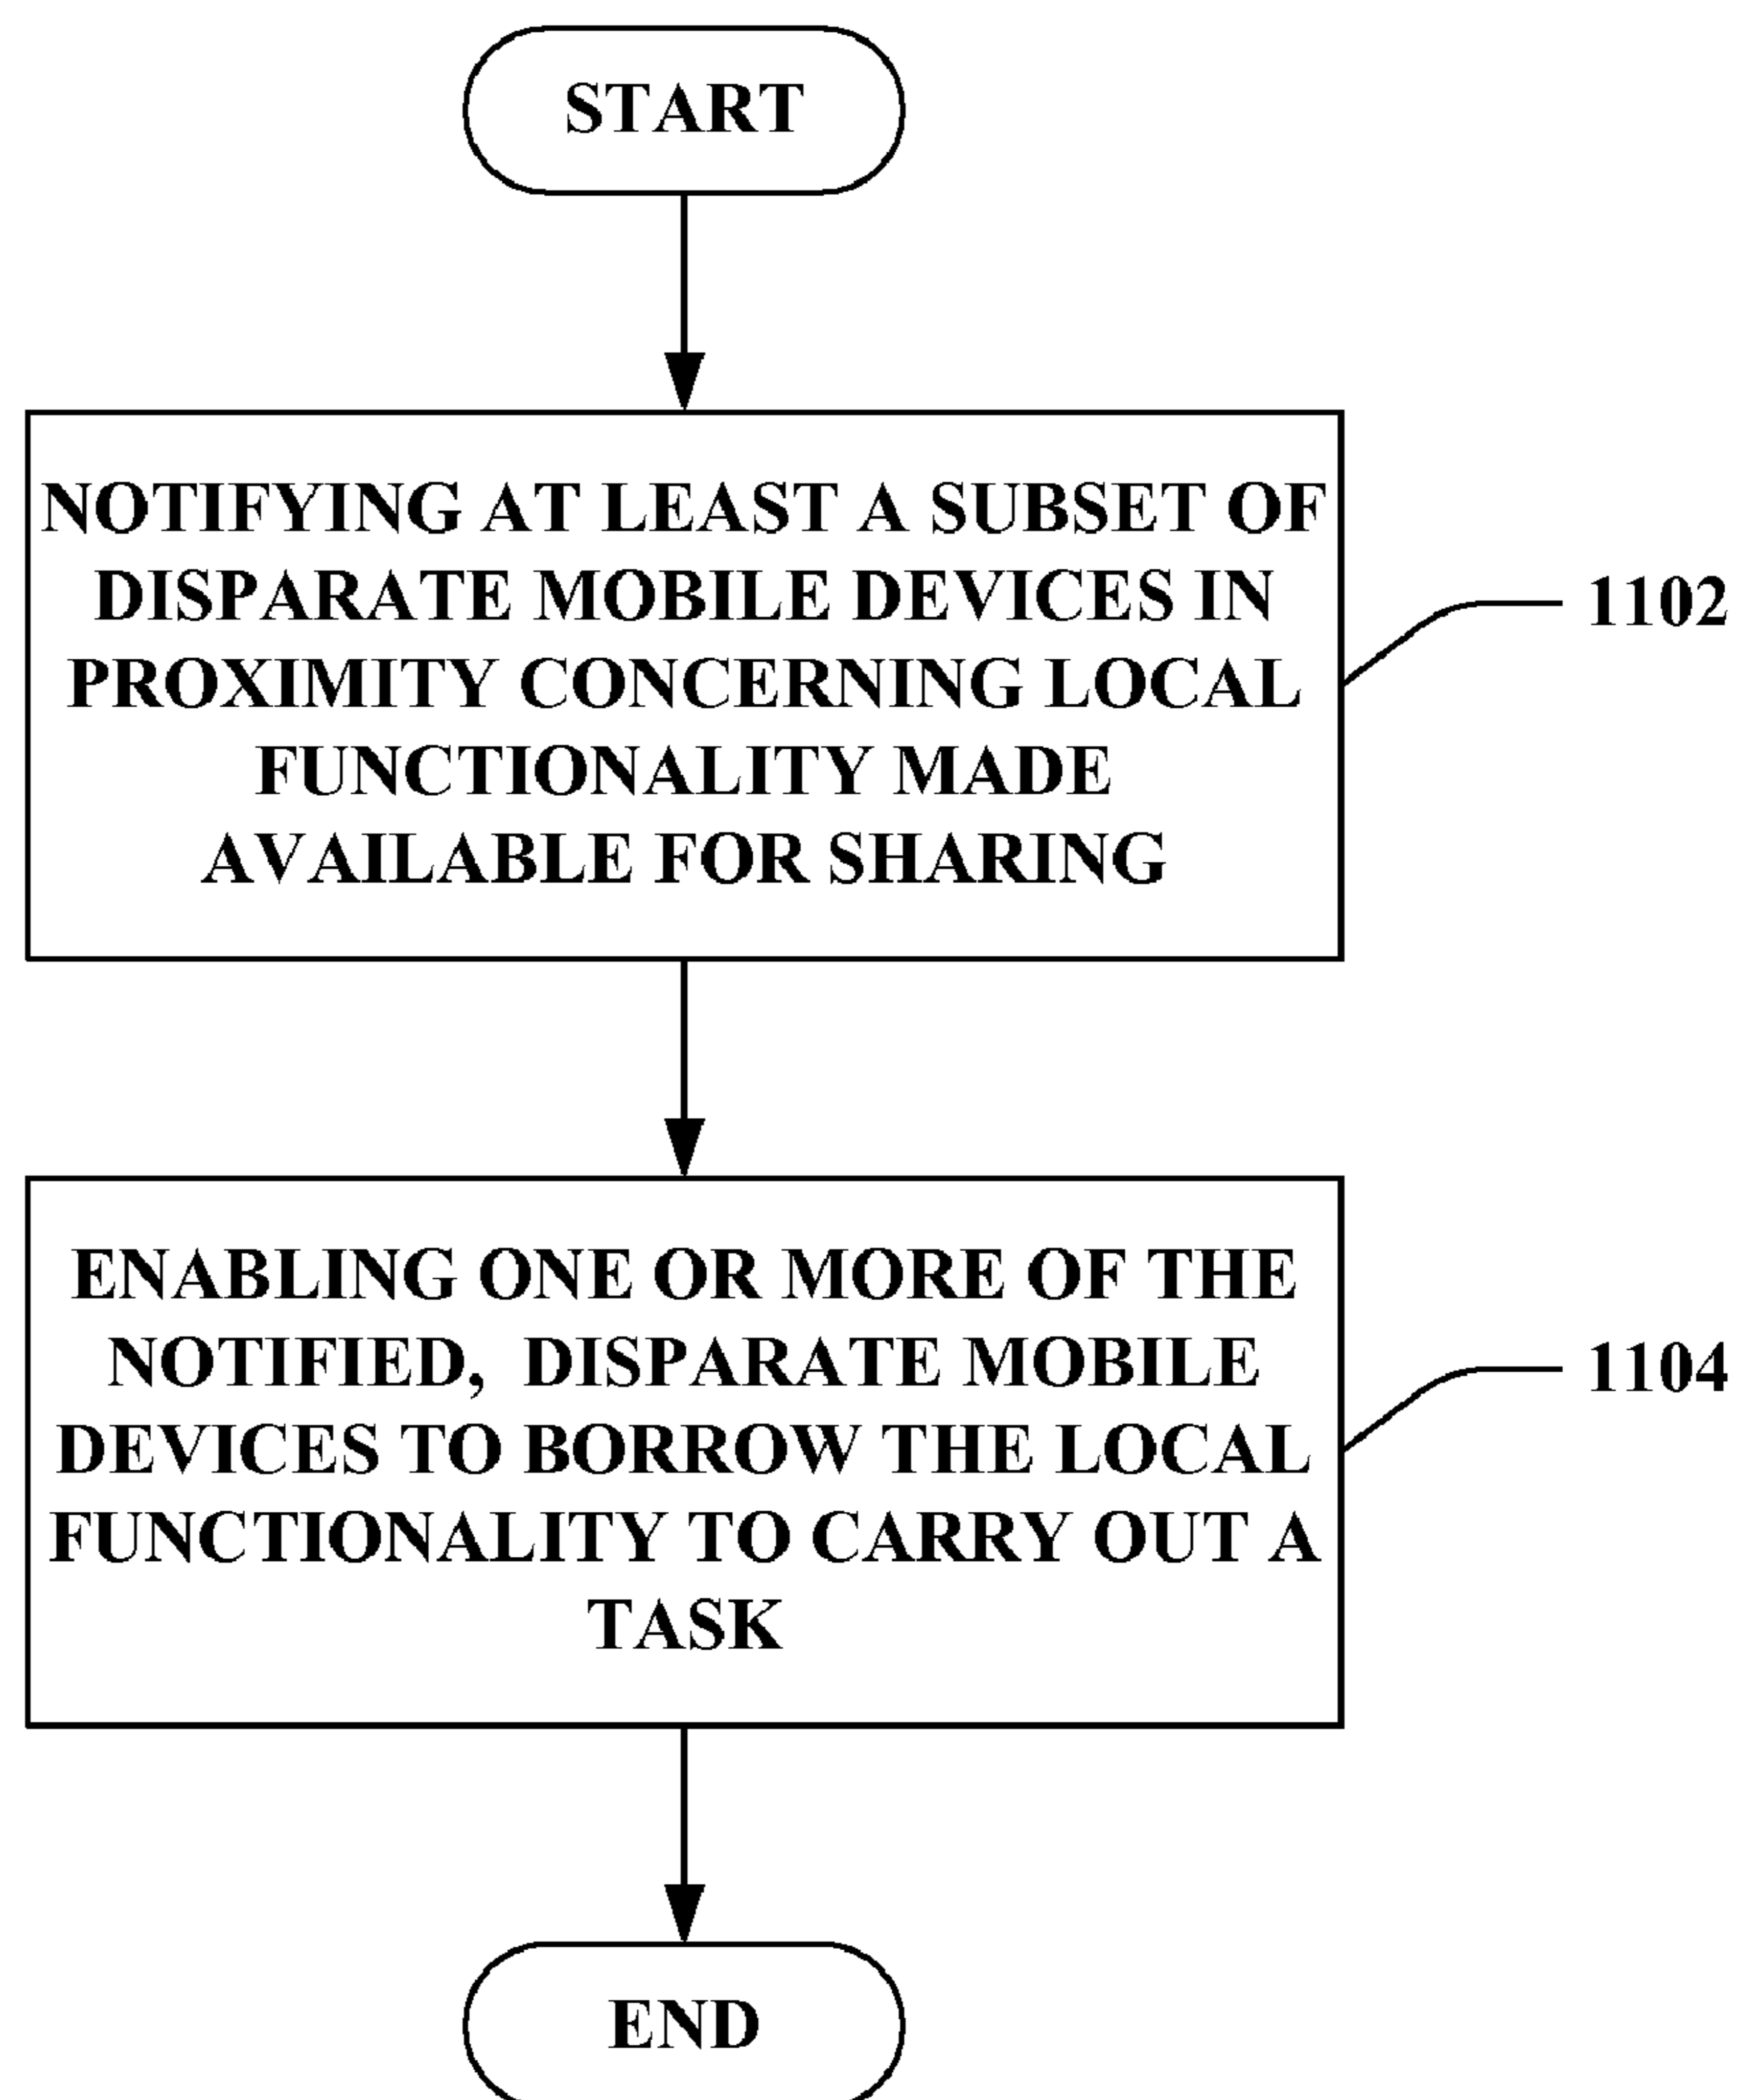 START
NOTIFYING AT LEAST A SUBSET OF
DISPARATE MOBILE DEVICES IN
PROXIMITY CONCERNING LOCAL
FUNCTIONALITY MADE
AVAILABLE FOR SHARING
1102
ENABLING ONE OR MORE OF THE
NOTIFIED, DISPARATE MOBILE
DEVICES TO BORROW THE LOCAL
FUNCTIONALITY TO CARRY OUT A
TASK
1104
END